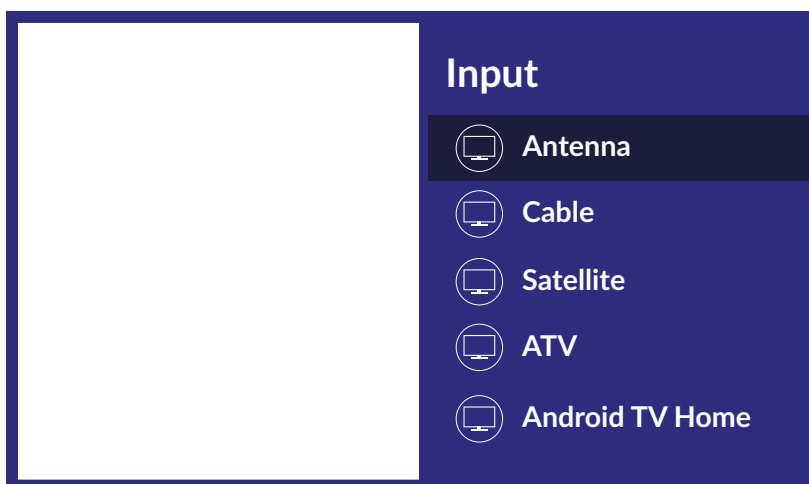 Input
Antenna
Cable
Satellite
ATV
Android TV Home